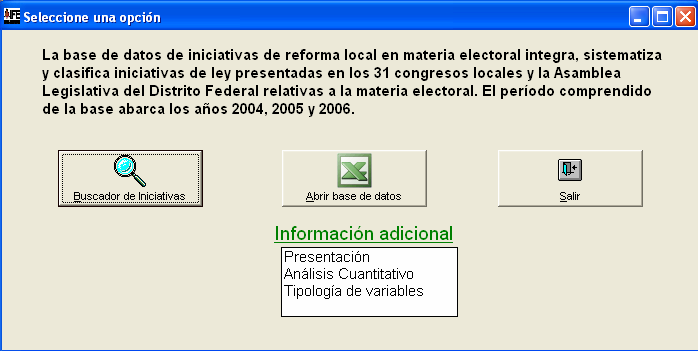 IFE
Seleccione una opción
La base de datos de iniciativas de reforma local en materia electoral integra, sistematiza
y clasifica iniciativas de ley presentadas en los 31 congresos locales y la Asamblea
Legislativa del Distrito Federal relativas a la materia electoral. El período comprendido
de la base abarca los años 2004, 2005 y 2006.
Buscador de Iniciativas
Abrir base de datos
Salir
Información adicional
Presentación
Análisis Cuantitativo
Tipología de variables